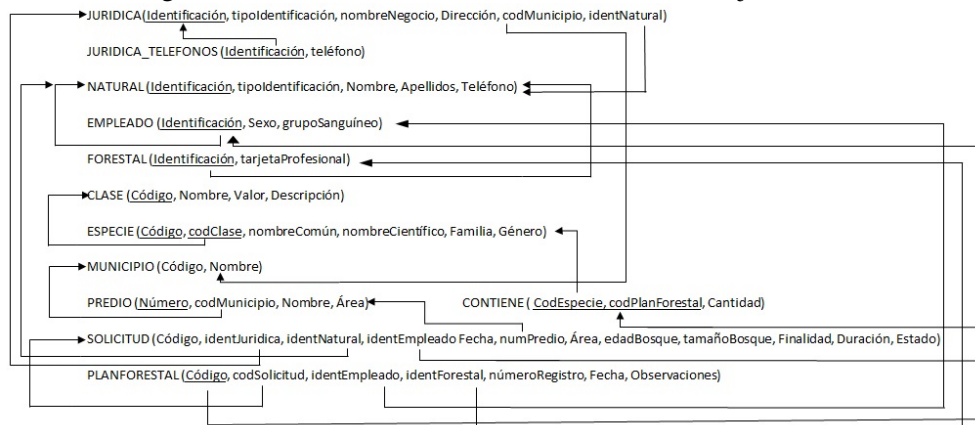 JURIDICA(Identificación, tipoIdentificación, nombreNegocio, Dirección, codMunicipio, identNatural)
JURIDICA_TELEFONOS (Identificación, teléfono)
NATURAL (Identificación, tipoIdentificación, Nombre, Apellidos, Teléfono)
EMPLEADO (Identificación, Sexo, grupoSanguíneo)
FORESTAL (Identificación, tarjetaProfesional)
CLASE (Código, Nombre, Valor, Descripción)
ESPECIE (Código, codClase, nombreComún, nombreCientífico, Familia, Género)
MUNICIPIO (Código, Nombre)
PREDIO (Número, codMunicipio, Nombre, Área) CONTIENE ( CodEspecie, codPlanForestal, Cantidad)
SOLICITUD (Código, identJuridica, identNatural, identEmpleado Fecha, numPredio, Área, edadBosque, tamañoBosque, Finalidad, Duración, Estado)
PLANFORESTAL (Código, codSolicitud, identEmpleado, identForestal, númeroRegistro, Fecha, Observaciones)